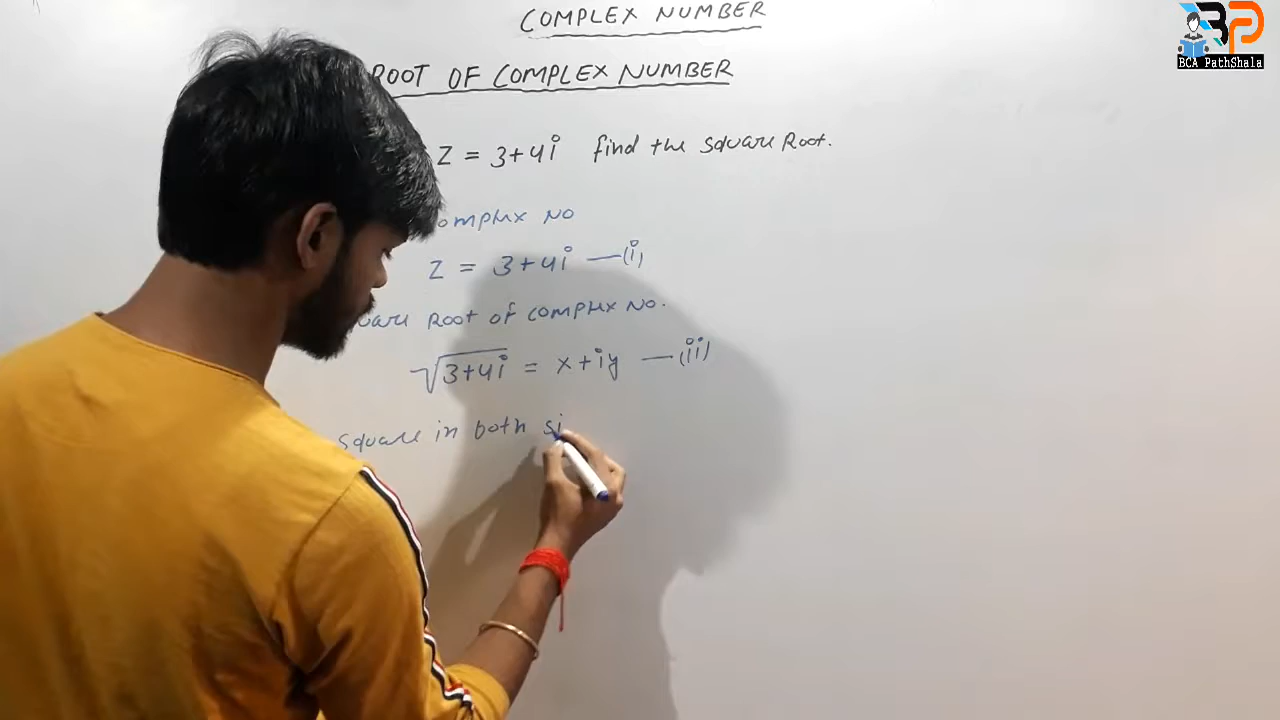 COMPLEX NUMBER
BCA PathShala
ROOT OF COMPLEX NUMBER
Z = 3+4i find the square Root.
omplex No
Z = 3+4i —(i)
uare Root of complex No.
√3+4i = x+iy —(ii)
square in both si